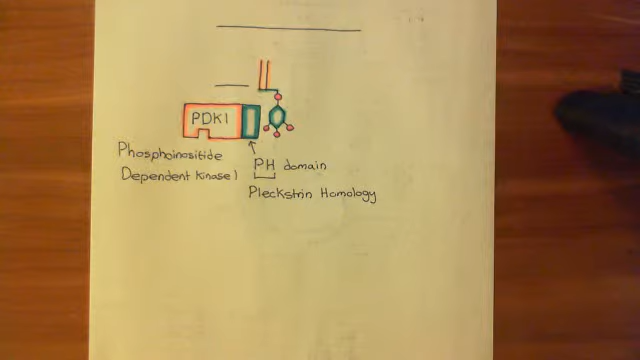 PDK1
Phosphoinositide
Dependent Kinase 1
PH domain
Pleckstrin Homology